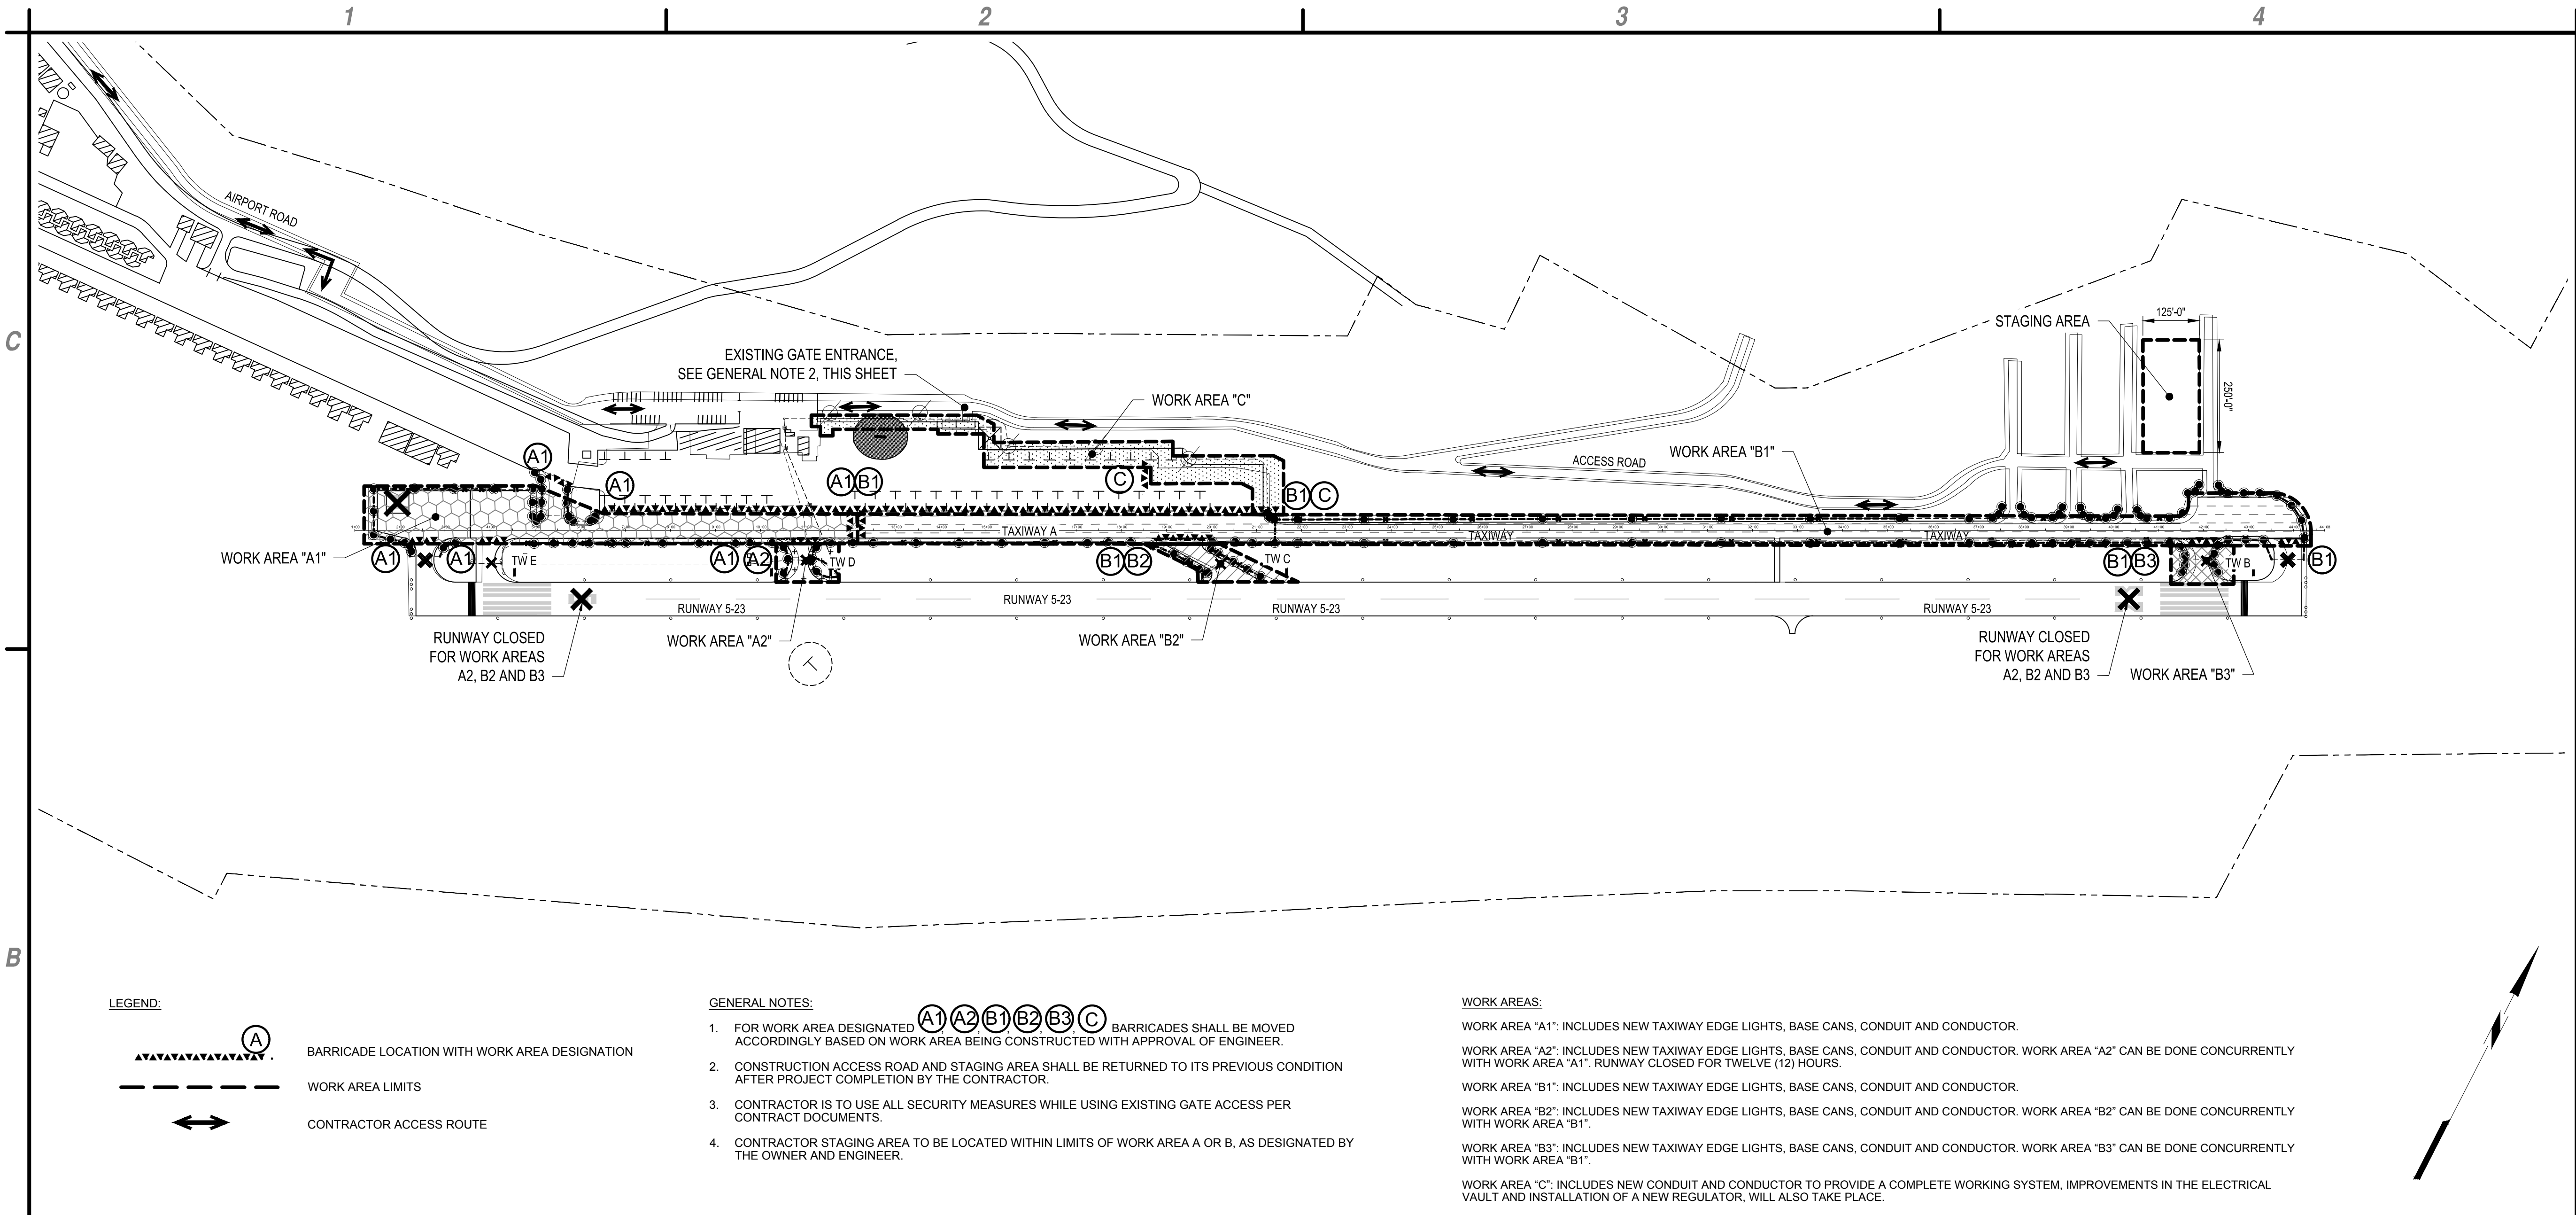 1
2
3
4
C
B
AIRPORT ROAD
EXISTING GATE ENTRANCE,
SEE GENERAL NOTE 2, THIS SHEET
WORK AREA "C"
STAGING AREA
125'-0"
250'-0"
WORK AREA "B1"
ACCESS ROAD
A1
A1
A1 B1
C
B1 C
TAXIWAY A
TAXIWAY
TAXIWAY
WORK AREA "A1"
A1
A1
TW E
A1 A2
TW D
B1 B2
TW C
B1 B3
TW B
B1
RUNWAY 5-23
RUNWAY 5-23
RUNWAY 5-23
RUNWAY 5-23
RUNWAY CLOSED
FOR WORK AREAS
A2, B2 AND B3
WORK AREA "A2"
WORK AREA "B2"
RUNWAY CLOSED
FOR WORK AREAS
A2, B2 AND B3
WORK AREA "B3"
LEGEND:
A
BARRICADE LOCATION WITH WORK AREA DESIGNATION
WORK AREA LIMITS
CONTRACTOR ACCESS ROUTE
GENERAL NOTES:
1. FOR WORK AREA DESIGNATED A1, A2, B1, B2, B3, C BARRICADES SHALL BE MOVED
ACCORDINGLY BASED ON WORK AREA BEING CONSTRUCTED WITH APPROVAL OF ENGINEER.
2. CONSTRUCTION ACCESS ROAD AND STAGING AREA SHALL BE RETURNED TO ITS PREVIOUS CONDITION
AFTER PROJECT COMPLETION BY THE CONTRACTOR.
3. CONTRACTOR IS TO USE ALL SECURITY MEASURES WHILE USING EXISTING GATE ACCESS PER
CONTRACT DOCUMENTS.
4. CONTRACTOR STAGING AREA TO BE LOCATED WITHIN LIMITS OF WORK AREA A OR B, AS DESIGNATED BY
THE OWNER AND ENGINEER.
WORK AREAS:
WORK AREA “A1”: INCLUDES NEW TAXIWAY EDGE LIGHTS, BASE CANS, CONDUIT AND CONDUCTOR.
WORK AREA “A2”: INCLUDES NEW TAXIWAY EDGE LIGHTS, BASE CANS, CONDUIT AND CONDUCTOR. WORK AREA “A2” CAN BE DONE CONCURRENTLY
WITH WORK AREA “A1”. RUNWAY CLOSED FOR TWELVE (12) HOURS.
WORK AREA “B1”: INCLUDES NEW TAXIWAY EDGE LIGHTS, BASE CANS, CONDUIT AND CONDUCTOR.
WORK AREA “B2”: INCLUDES NEW TAXIWAY EDGE LIGHTS, BASE CANS, CONDUIT AND CONDUCTOR. WORK AREA “B2” CAN BE DONE CONCURRENTLY
WITH WORK AREA “B1”.
WORK AREA “B3”: INCLUDES NEW TAXIWAY EDGE LIGHTS, BASE CANS, CONDUIT AND CONDUCTOR. WORK AREA “B3” CAN BE DONE CONCURRENTLY
WITH WORK AREA “B1”.
WORK AREA “C”: INCLUDES NEW CONDUIT AND CONDUCTOR TO PROVIDE A COMPLETE WORKING SYSTEM, IMPROVEMENTS IN THE ELECTRICAL
VAULT AND INSTALLATION OF A NEW REGULATOR, WILL ALSO TAKE PLACE.